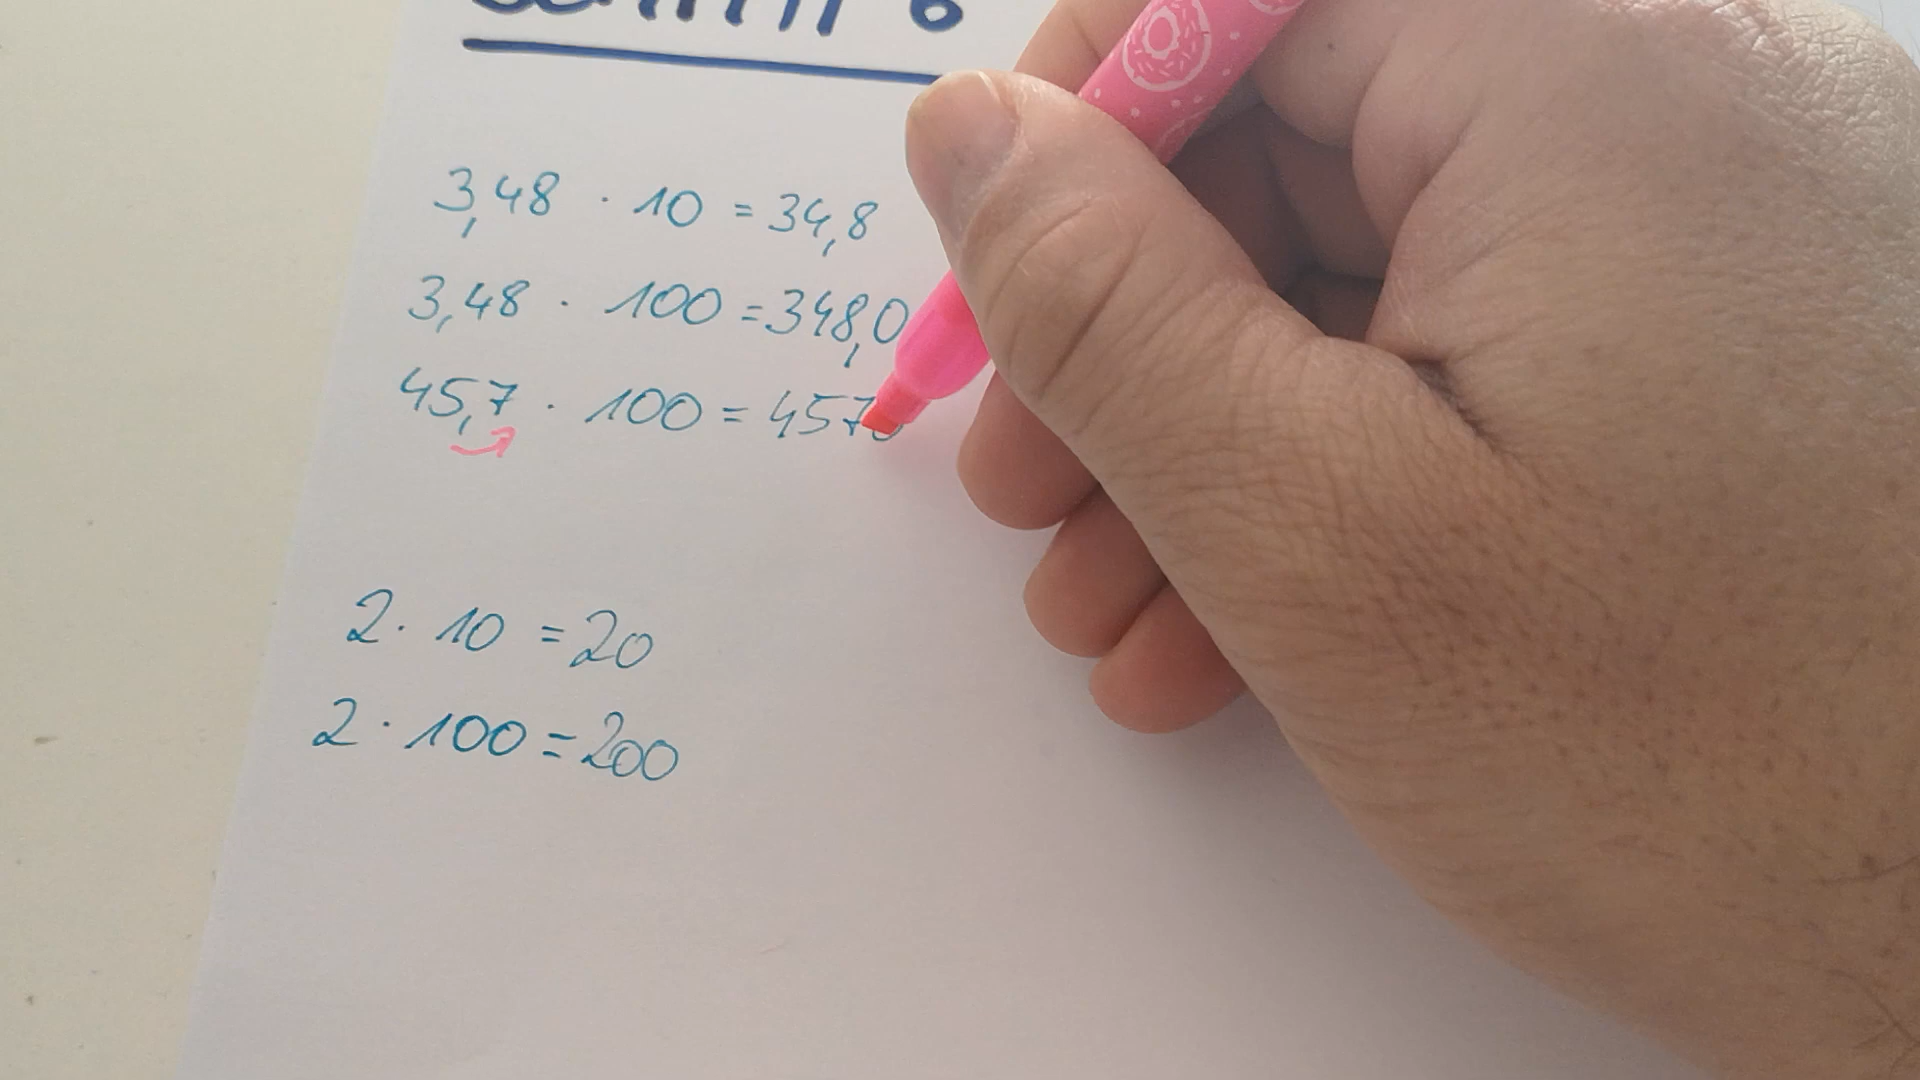 3,48 · 10 = 34,8
3,48 · 100 = 348,0
45,7 · 100 = 4570
2 · 10 = 20
2 · 100 = 200